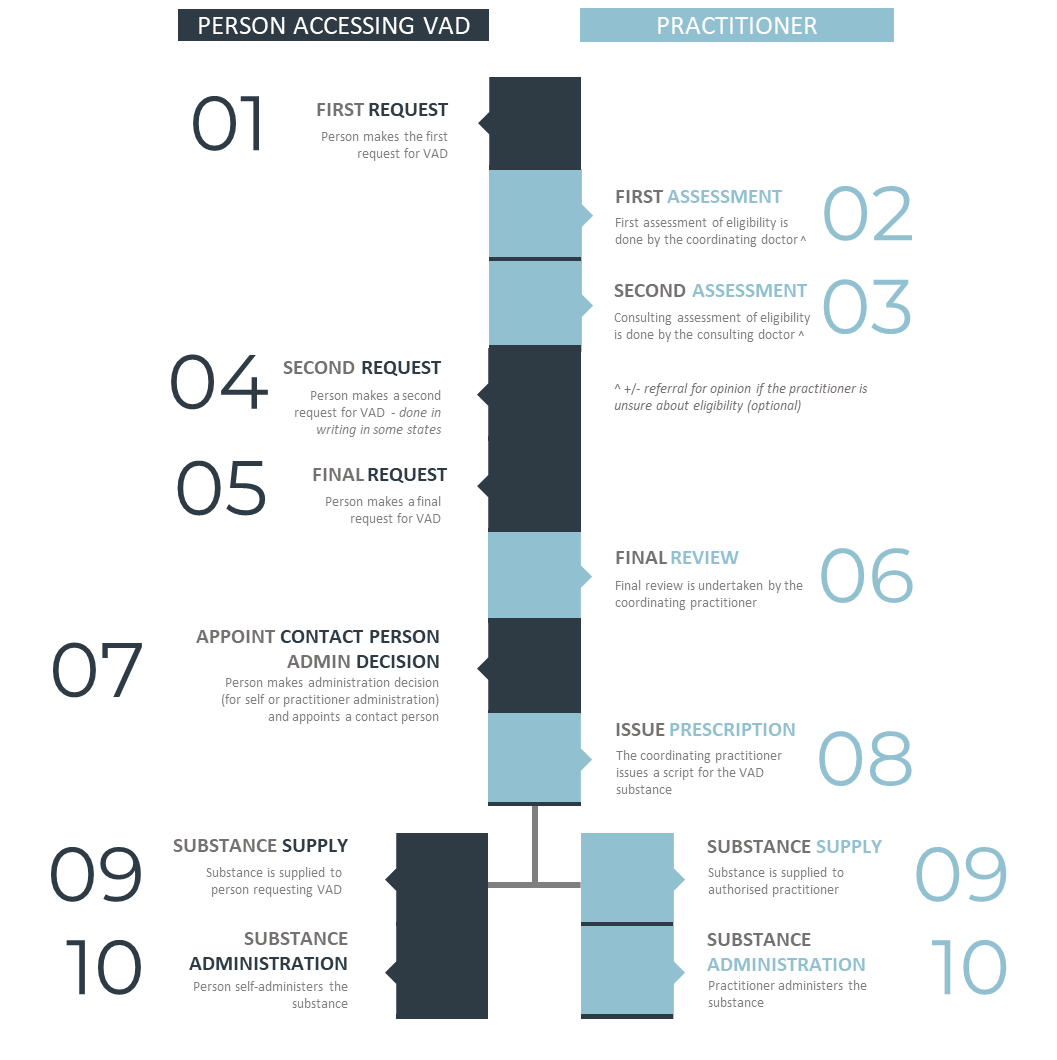 PERSON ACCESSING VAD
PRACTITIONER
01
FIRST REQUEST
Person makes the first
request for VAD
02
FIRST ASSESSMENT
First assessment of eligibility is
done by the coordinating doctor ^
03
SECOND ASSESSMENT
Consulting assessment of eligibility
is done by the consulting doctor ^
04
SECOND REQUEST
Person makes a second
request for VAD - done in
writing in some states
^ +/- referral for opinion if the practitioner is
unsure about eligibility (optional)
05
FINAL REQUEST
Person makes a final
request for VAD
06
FINAL REVIEW
Final review is undertaken by the
coordinating practitioner
07
APPOINT CONTACT PERSON
ADMIN DECISION
Person makes administration decision
(for self or practitioner administration)
and appoints a contact person
08
ISSUE PRESCRIPTION
The coordinating practitioner
issues a script for the VAD
substance
09
SUBSTANCE SUPPLY
Substance is supplied to
person requesting VAD
09
SUBSTANCE SUPPLY
Substance is supplied to
authorised practitioner
10
SUBSTANCE
ADMINISTRATION
Person self-administers the
substance
10
SUBSTANCE
ADMINISTRATION
Practitioner administers the
substance